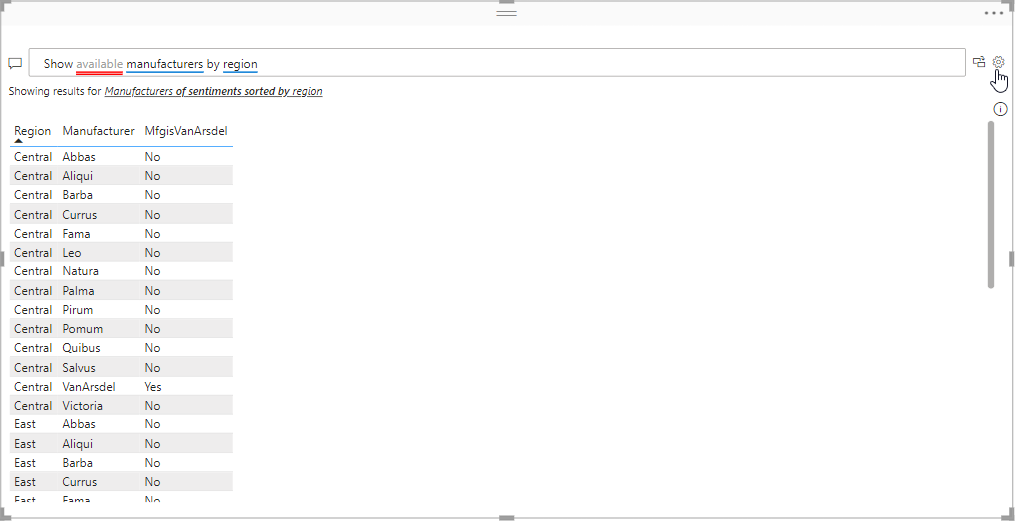 Show available manufacturers by region
Showing results for Manufacturers of sentiments sorted by region
Region Manufacturer MfgisVanArsdel
Central Abbas No
Central Aliqui No
Central Barba No
Central Currus No
Central Fama No
Central Leo No
Central Natura No
Central Palma No
Central Pirum No
Central Pomum No
Central Quibus No
Central Salvus No
Central VanArsdel Yes
Central Victoria No
East Abbas No
East Aliqui No
East Barba No
East Currus No
East Fama No